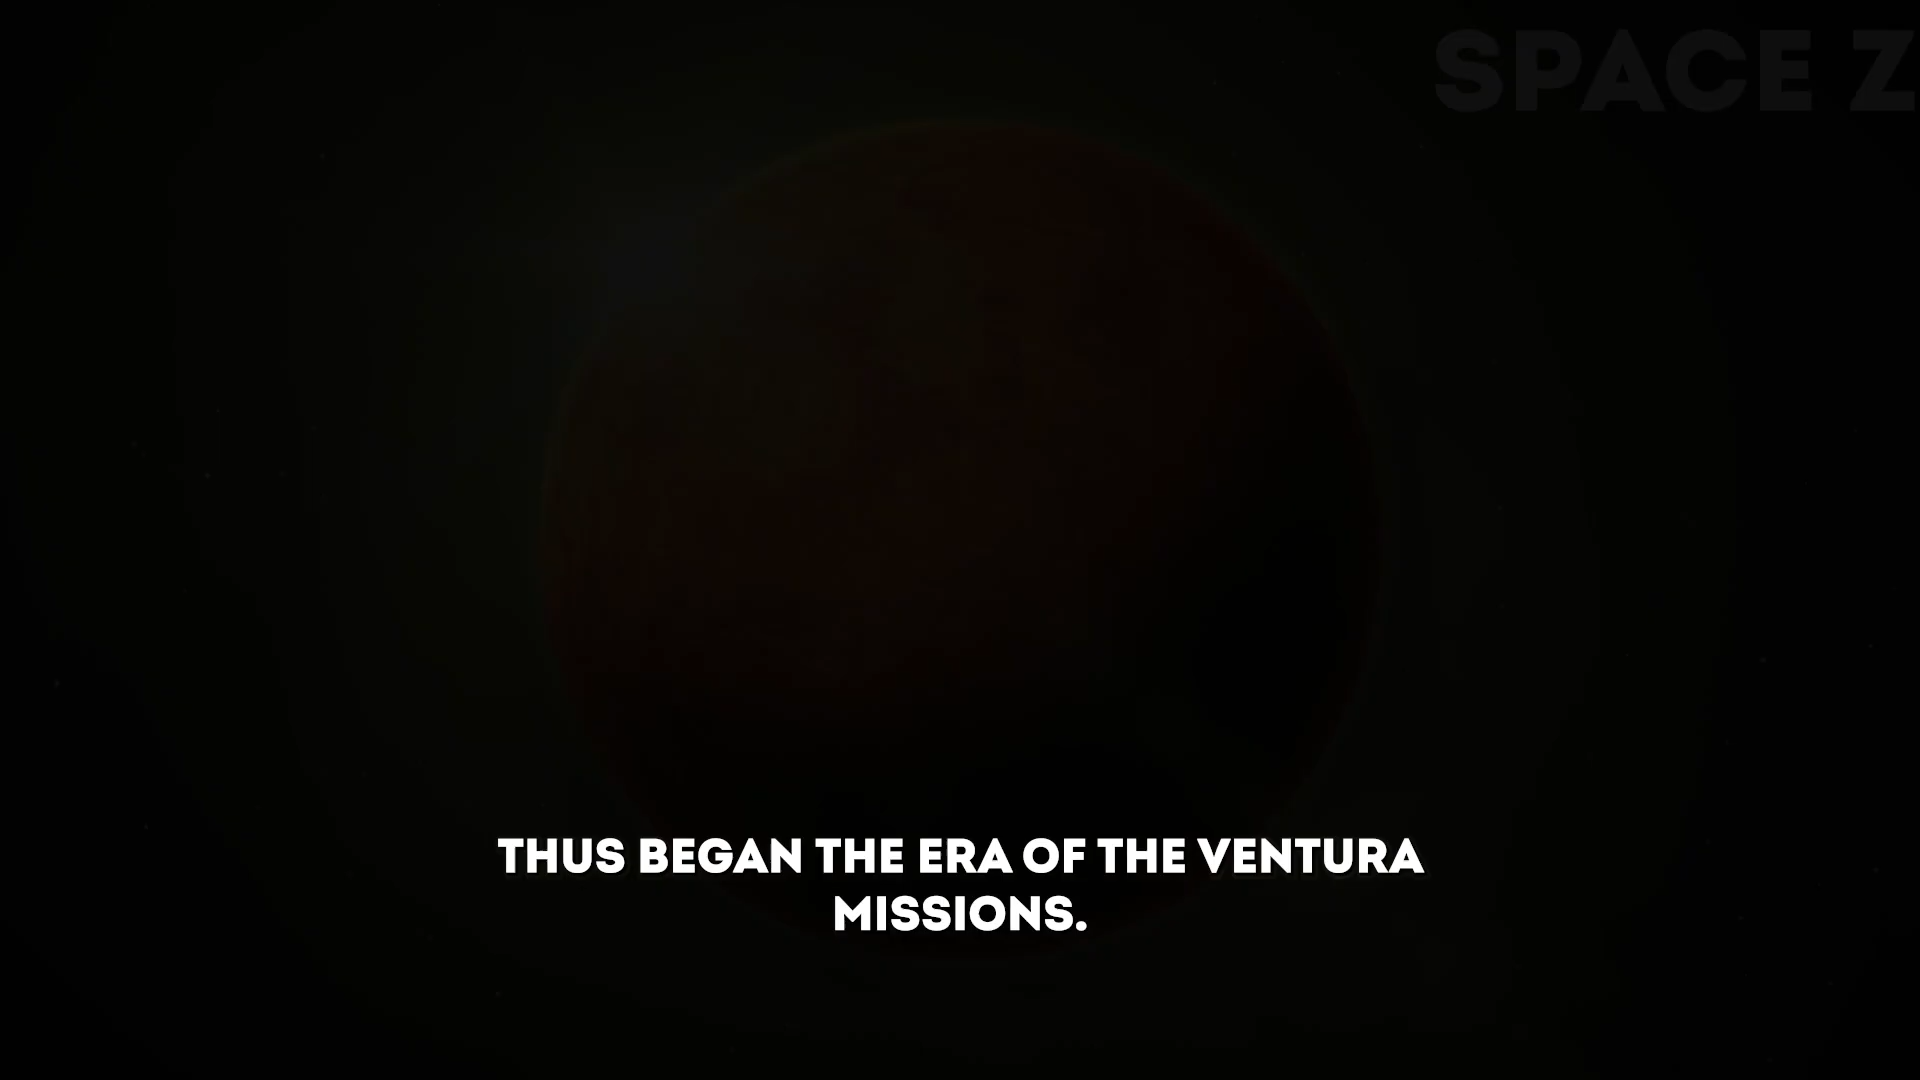 SPACE Z
THUS BEGAN THE ERA OF THE VENTURA
MISSIONS.